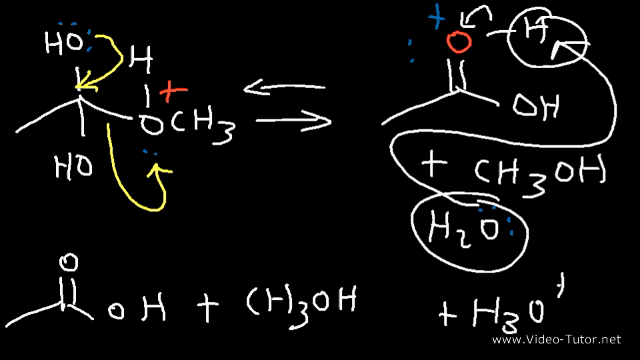 HO: H + O H
HO OCH3 OH
+ CH3OH
H2O:
O
OH + CH3OH + H3O+
www.Video-Tutor.net